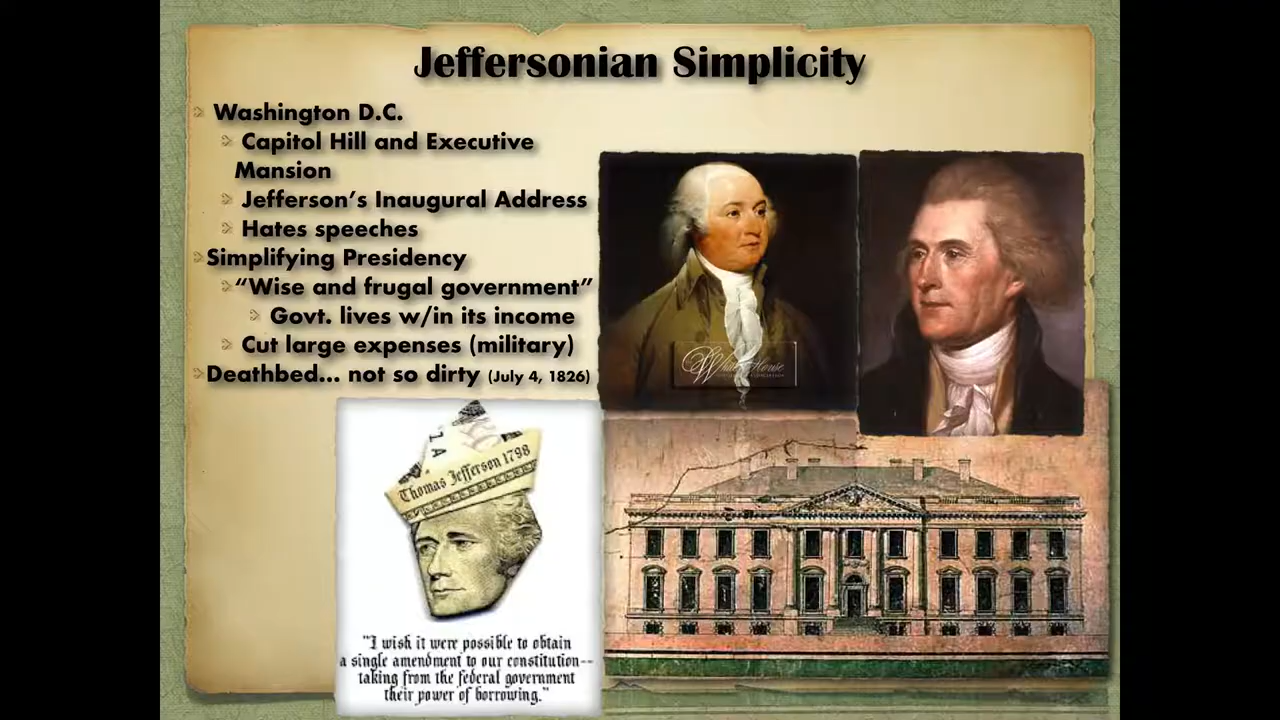 Jeffersonian Simplicity
Washington D.C.
Capitol Hill and Executive
Mansion
Jefferson's Inaugural Address
Hates speeches
Simplifying Presidency
“Wise and frugal government”
Govt. lives w/in its income
Cut large expenses (military)
Deathbed... not so dirty (July 4, 1826)
White House
Thomas Jefferson 1798
"I wish it were possible to obtain
a single amendment to our constitution--
taking from the federal government
their power of borrowing."